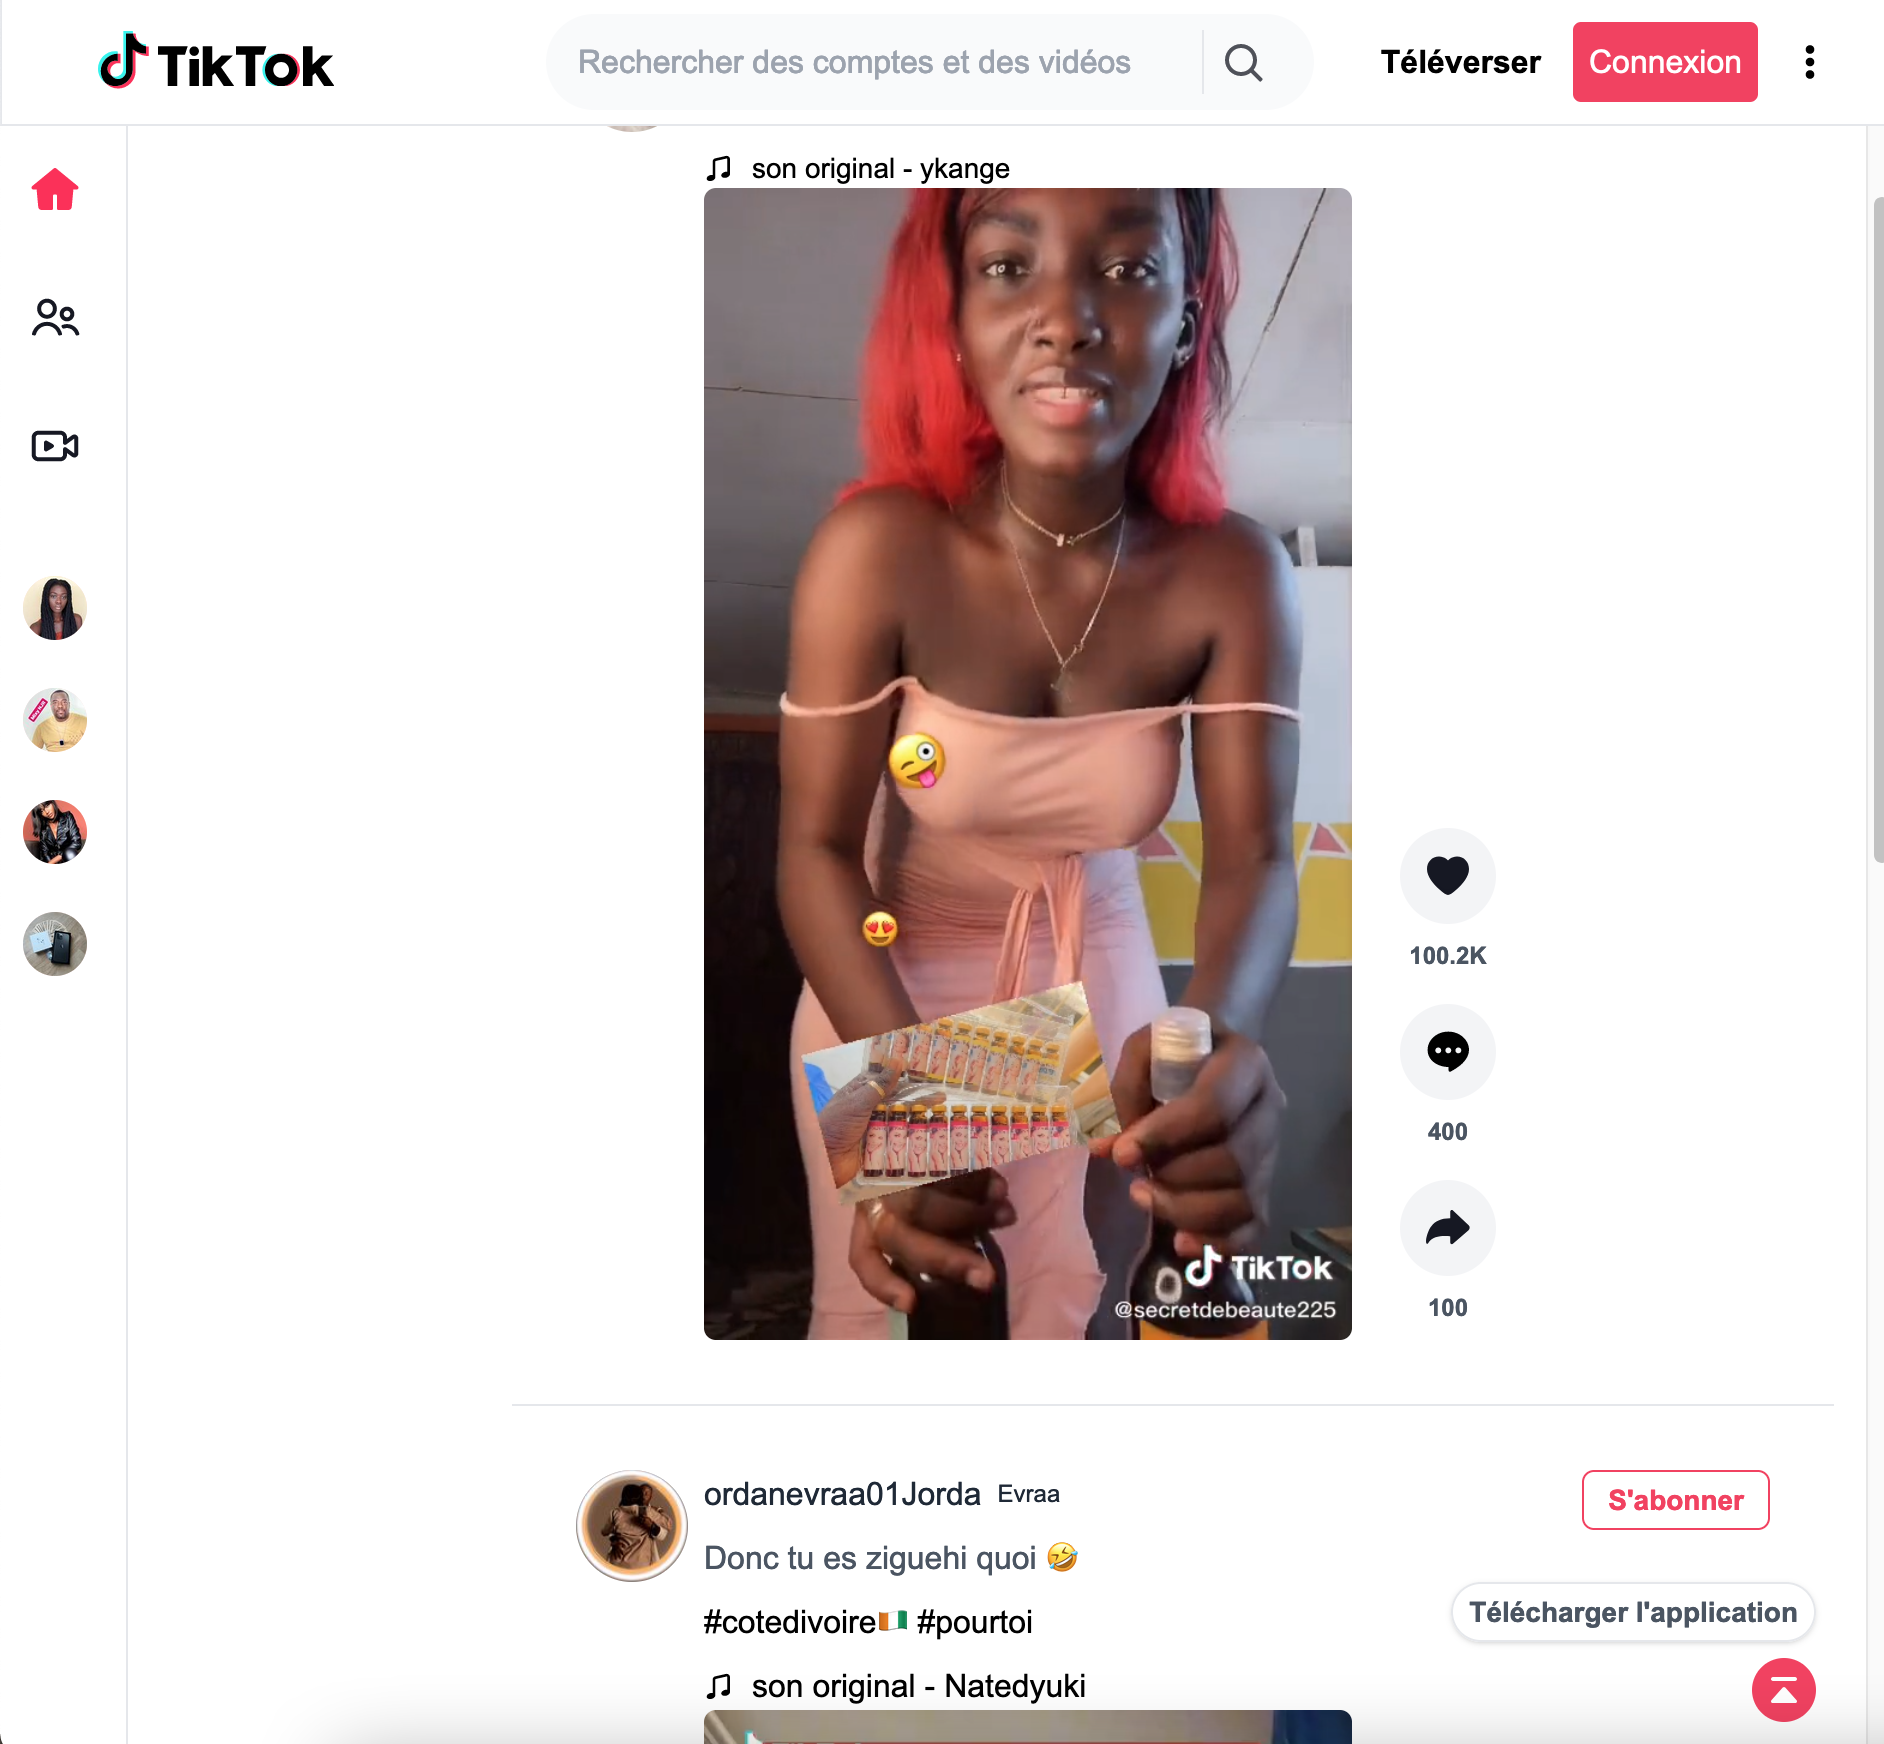 TikTok
Rechercher des comptes et des vidéos
Téléverser
Connexion
son original - ykange
TikTok
@secretdebeaute225
100.2K
400
100
ordanevraa01Jorda Evraa
S'abonner
Donc tu es ziguehi quoi 🤣
#cotedivoire🇨🇮 #pourtoi
Télécharger l'application
son original - Natedyuki